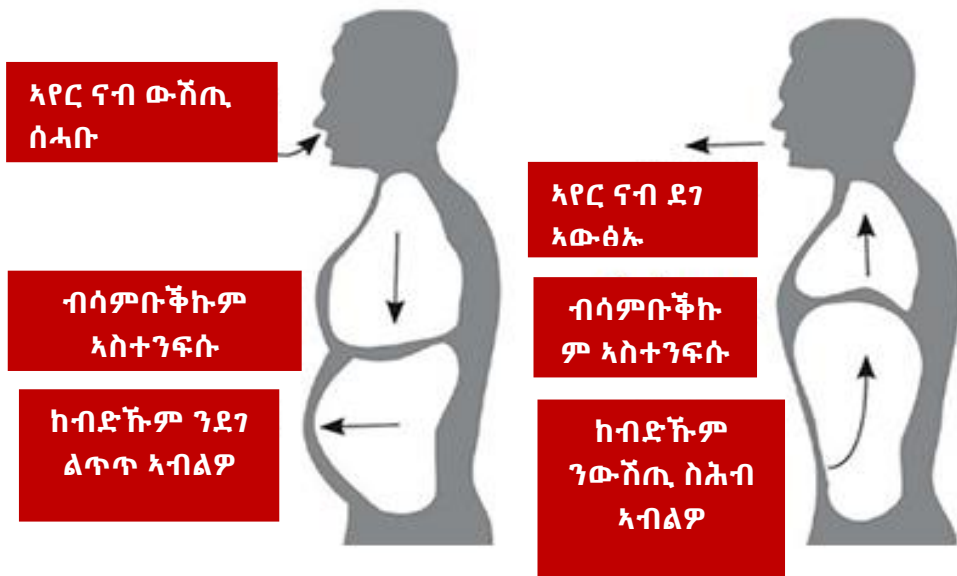 ኣየር ናብ ውሽጢ
ሰሓቡ
ብሳምቡቕኩም
ኣስተንፍሱ
ከብድኹም ንደገ
ልጥጥ ኣብልዎ
ኣየር ናብ ደገ
ኣውፅኡ
ብሳምቡቕኩ
ም ኣስተንፍሱ
ከብድኹም
ንውሽጢ ስሕብ
ኣብልዎ